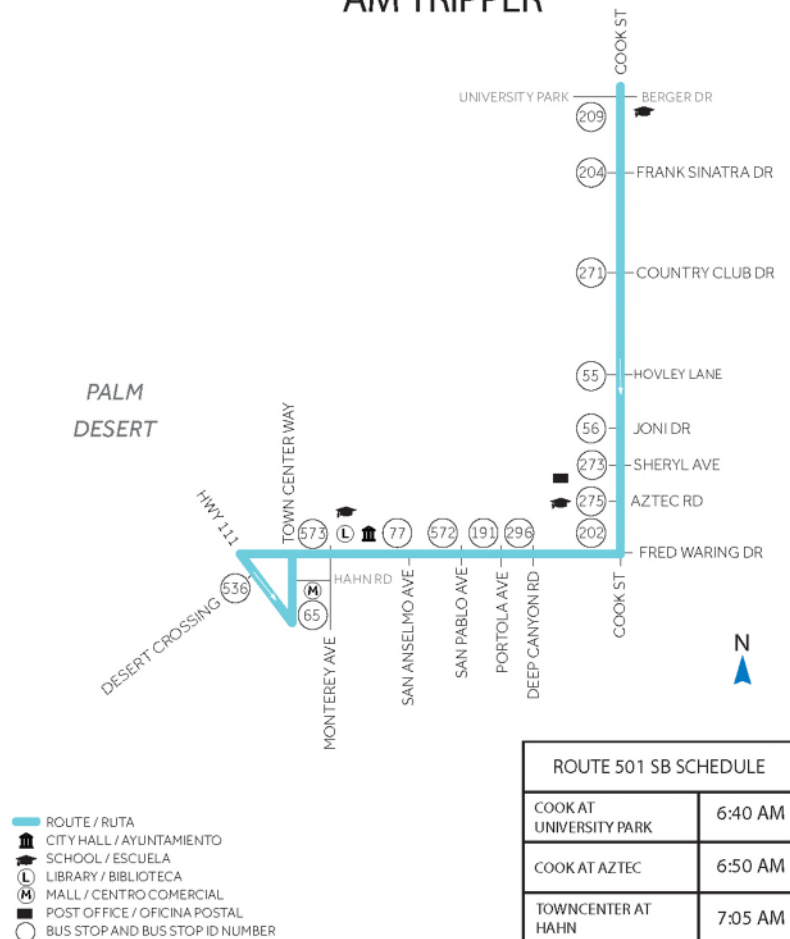 AM TRIPPER
COOK ST
UNIVERSITY PARK
BERGER DR
209
204
FRANK SINATRA DR
271
COUNTRY CLUB DR
55
HOVLEY LANE
PALM
DESERT
56
JONI DR
273
SHERYL AVE
275
AZTEC RD
HWY 111
TOWN CENTER WAY
573
L
77
572
191
296
202
FRED WARING DR
536
HAHN RD
M
65
DESERT CROSSING
MONTEREY AVE
SAN ANSELMO AVE
SAN PABLO AVE
PORTOLA AVE
DEEP CANYON RD
COOK ST
N
ROUTE 501 SB SCHEDULE
COOK AT
UNIVERSITY PARK
6:40 AM
COOK AT AZTEC
6:50 AM
TOWNCENTER AT
HAHN
7:05 AM
ROUTE / RUTA
CITY HALL / AYUNTAMIENTO
SCHOOL / ESCUELA
L LIBRARY / BIBLIOTECA
M MALL / CENTRO COMERCIAL
POST OFFICE / OFICINA POSTAL
BUS STOP AND BUS STOP ID NUMBER